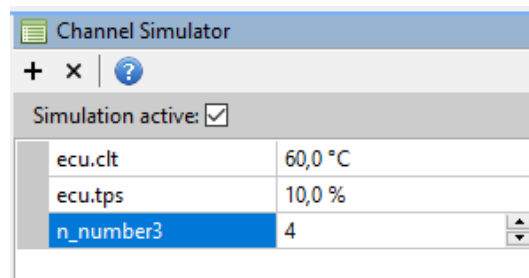 Channel Simulator
Simulation active:
ecu.clt 60,0 °C
ecu.tps 10,0 %
n_number3 4